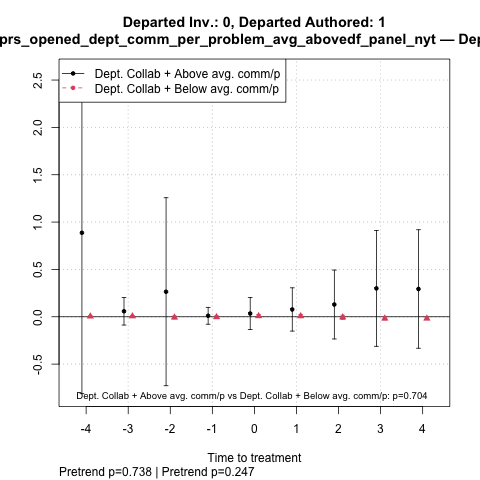 Departed Inv.: 0, Departed Authored: 1
prs_opened_dept_comm_per_problem_avg_abovedf_panel_nyt — Dep
Dept. Collab + Above avg. comm/p
Dept. Collab + Below avg. comm/p
2.5
2.0
1.5
1.0
0.5
0.0
-0.5
Dept. Collab + Above avg. comm/p vs Dept. Collab + Below avg. comm/p: p=0.704
-4 -3 -2 -1 0 1 2 3 4
Time to treatment
Pretrend p=0.738 | Pretrend p=0.247